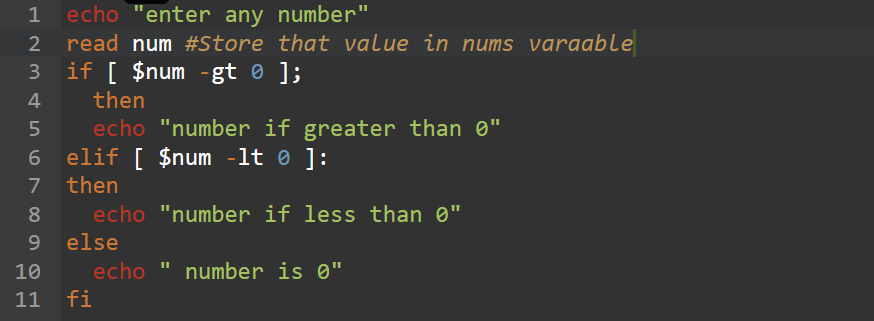 1 echo "enter any number"
2 read num #Store that value in nums varaable
3 if [ $num -gt 0 ];
4 then
5 echo "number if greater than 0"
6 elif [ $num -lt 0 ]:
7 then
8 echo "number if less than 0"
9 else
10 echo " number is 0"
11 fi